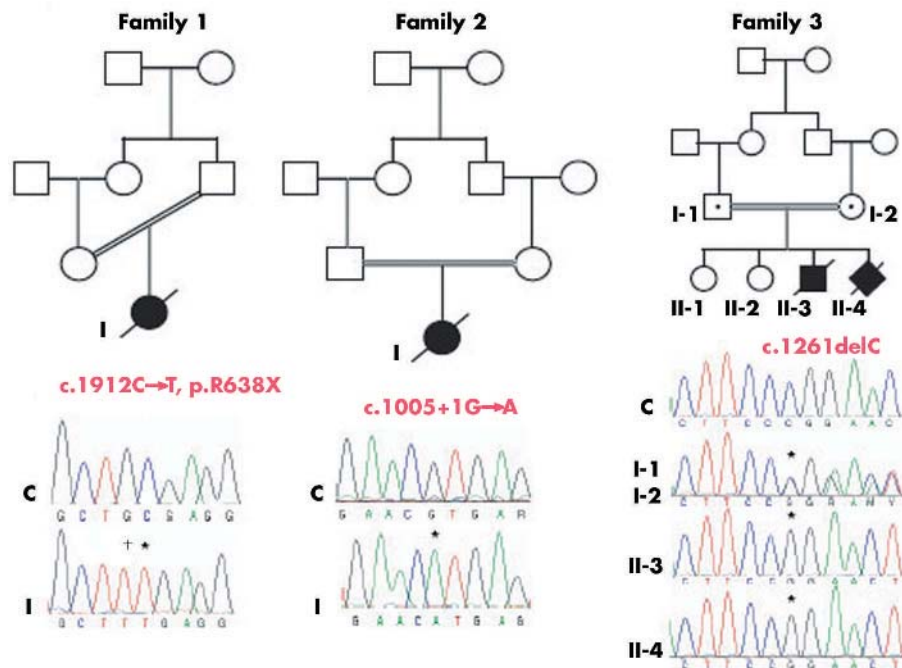 Family 1
Family 2
Family 3
I-1
I-2
I
I
II-1
II-2
II-3
II-4
c.1912C→T, p.R638X
c.1005+1G→A
c.1261delC
C
G C T G C G A G G
† *
I
G C T T T G A G G
C
G A A C G T G A R
*
I
G A A C A T G A G
C
C T T C C C G G A A C
I-1
I-2
*
C T T C C G G R A M Y
*
II-3
C T T C C G G A A C T
*
II-4